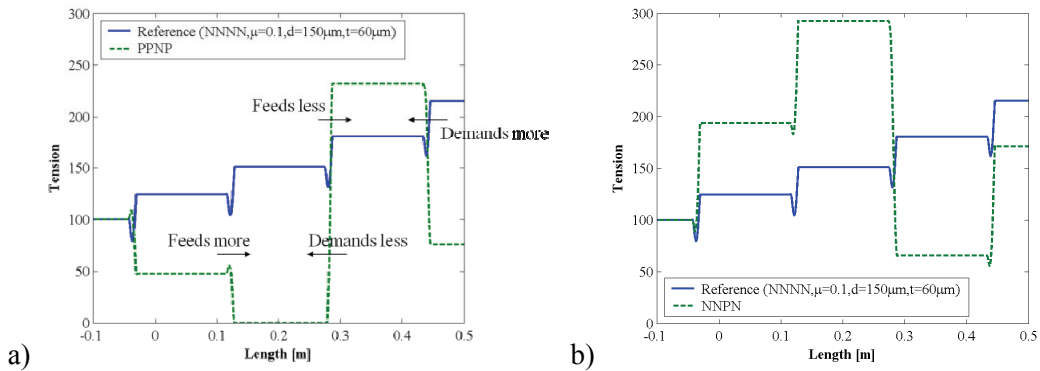 300
250
200
150
100
50
0
Tension
Reference (NNNN,μ=0.1,d=150μm,t=60μm)
PPNP
Feeds less
Demands more
Feeds more
Demands less
-0.1 0 0.1 0.2 0.3 0.4 0.5
Length [m]
a)
300
250
200
150
100
50
0
Tension
Reference (NNNN,μ=0.1,d=150μm,t=60μm)
NNPN
-0.1 0 0.1 0.2 0.3 0.4 0.5
Length [m]
b)